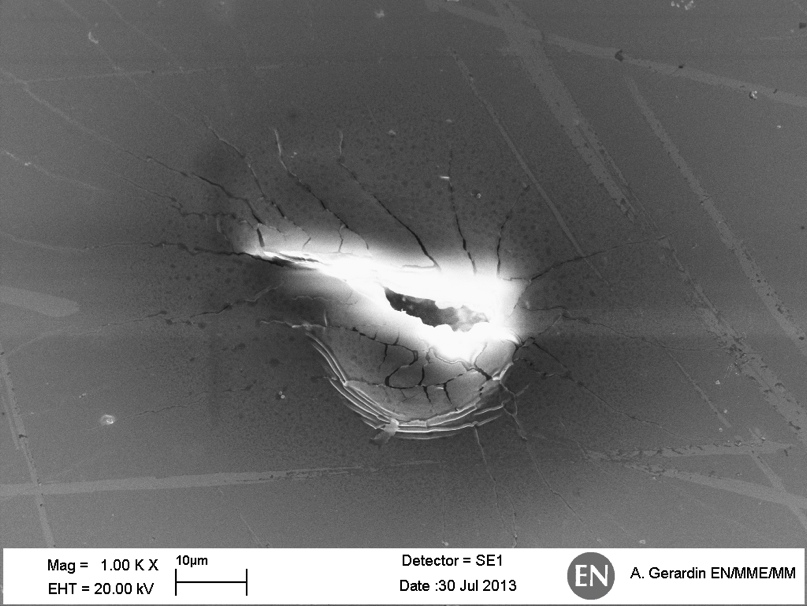 Mag = 1.00 K X
EHT = 20.00 kV
10µm
Detector = SE1
Date :30 Jul 2013
EN
A. Gerardin EN/MME/MM